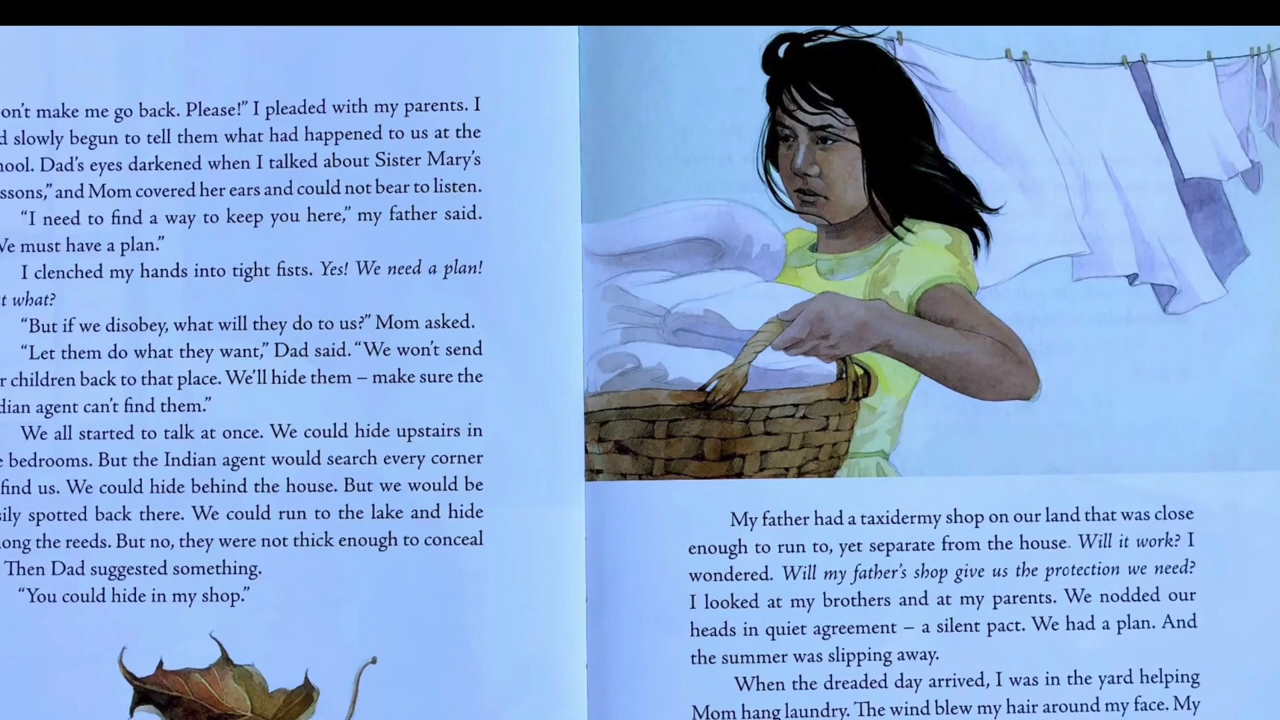 on't make me go back. Please!” I pleaded with my parents. I
d slowly begun to tell them what had happened to us at the
ool. Dad's eyes darkened when I talked about Sister Mary's
ssons,” and Mom covered her ears and could not bear to listen.
“I need to find a way to keep you here,” my father said.
We must have a plan.”
I clenched my hands into tight fists. Yes! We need a plan!
t what?
“But if we disobey, what will they do to us?” Mom asked.
“Let them do what they want,” Dad said. “We won't send
r children back to that place. We'll hide them – make sure the
dian agent can't find them.”
We all started to talk at once. We could hide upstairs in
e bedrooms. But the Indian agent would search every corner
find us. We could hide behind the house. But we would be
sily spotted back there. We could run to the lake and hide
ong the reeds. But no, they were not thick enough to conceal
Then Dad suggested something.
“You could hide in my shop.”
My father had a taxidermy shop on our land that was close
enough to run to, yet separate from the house. Will it work? I
wondered. Will my father's shop give us the protection we need?
I looked at my brothers and at my parents. We nodded our
heads in quiet agreement – a silent pact. We had a plan. And
the summer was slipping away.
When the dreaded day arrived, I was in the yard helping
Mom hang laundry. The wind blew my hair around my face. My